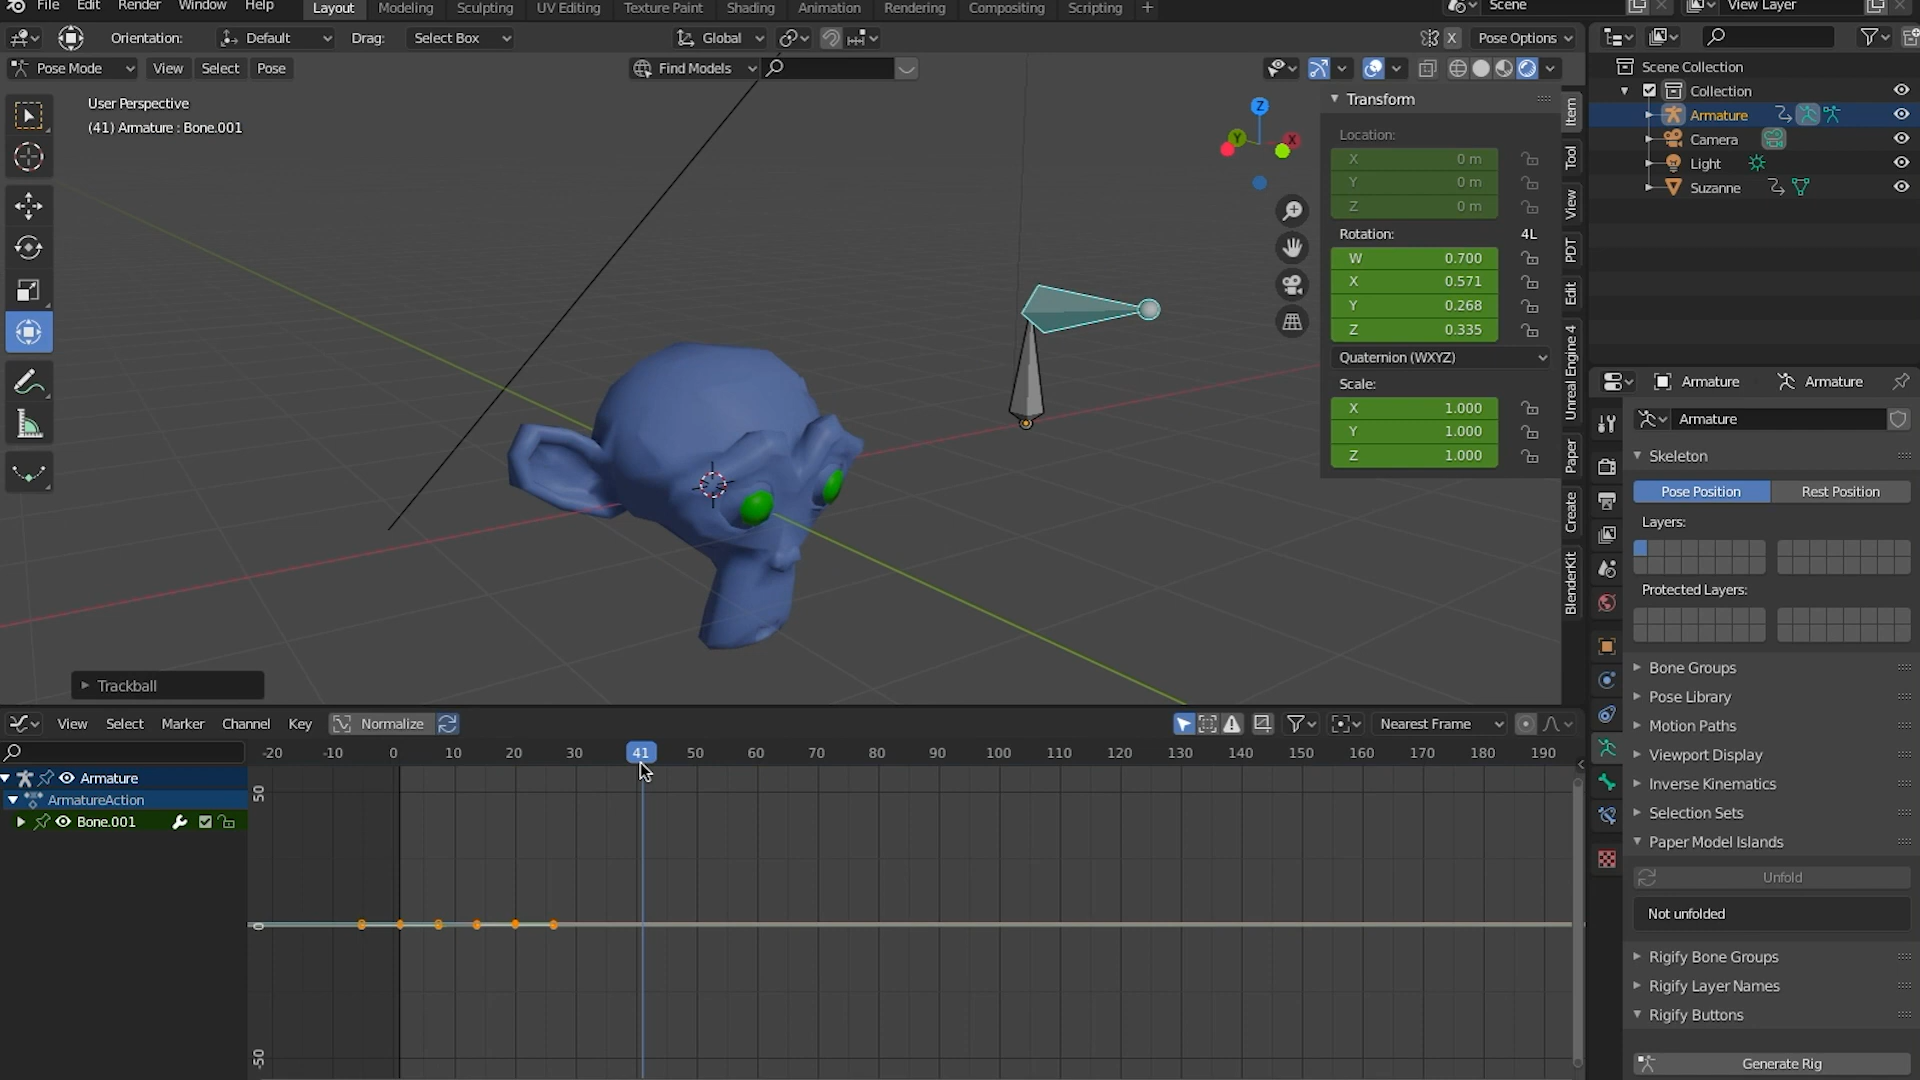 File Edit Render Window Help Layout Modeling Sculpting UV Editing Texture Paint Shading Animation Rendering Compositing Scripting + Scene View Layer
Orientation: Default Drag: Select Box Global X Pose Options
Pose Mode View Select Pose Find Models
User Perspective
(41) Armature : Bone.001
Z
Y
X
Transform
Location:
X 0 m
Y 0 m
Z 0 m
Rotation: 4L
W 0.700
X 0.571
Y 0.268
Z 0.335
Quaternion (WXYZ)
Scale:
X 1.000
Y 1.000
Z 1.000
Item
Tool
View
PDT
Edit
Unreal Engine 4
Paper
Create
BlenderKit
Trackball
Scene Collection
Collection
Armature
Camera
Light
Suzanne
Armature Armature
Armature
Skeleton
Pose Position Rest Position
Layers:
Protected Layers:
Bone Groups
Pose Library
Motion Paths
Viewport Display
Inverse Kinematics
Selection Sets
Paper Model Islands
Unfold
Not unfolded
Rigify Bone Groups
Rigify Layer Names
Rigify Buttons
Generate Rig
View Select Marker Channel Key Normalize Nearest Frame
-20 -10 0 10 20 30 41 50 60 70 80 90 100 110 120 130 140 150 160 170 180 190
Armature
ArmatureAction
Bone.001
50
0
-50